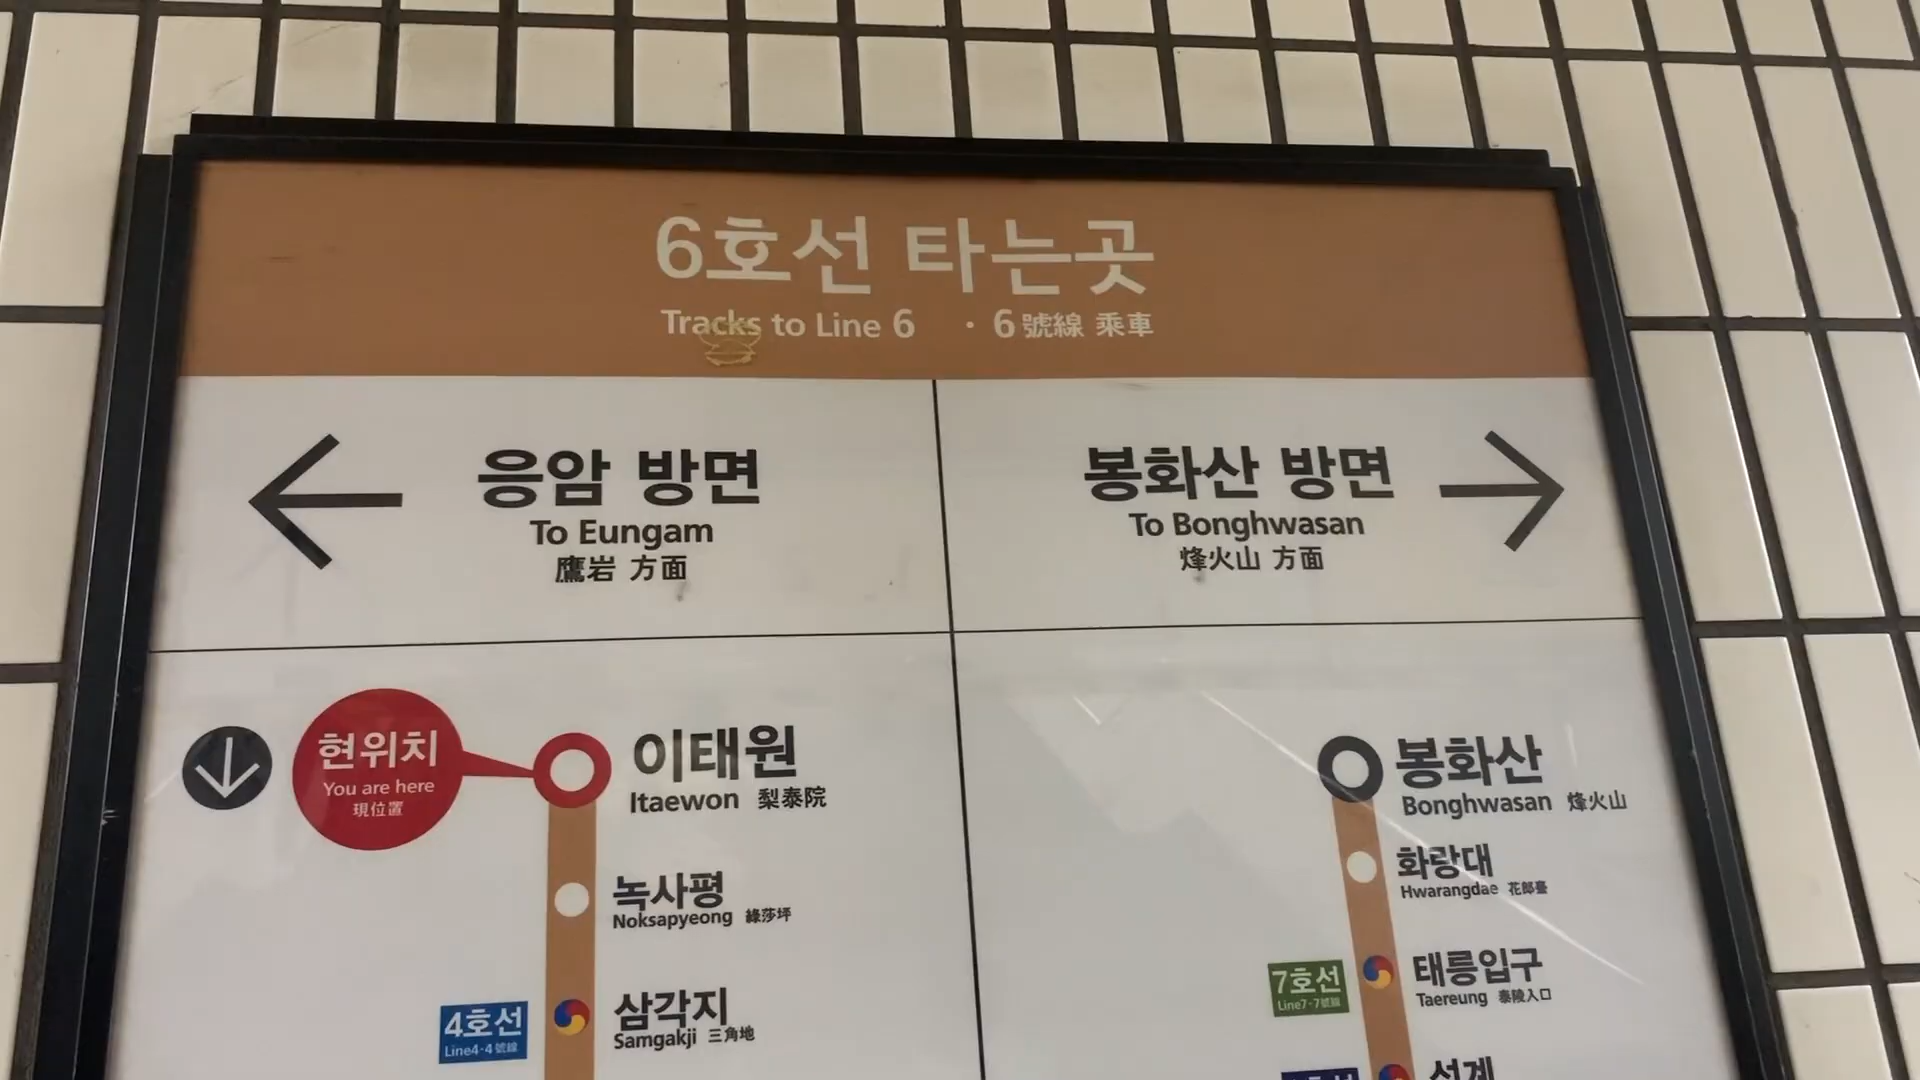 6호선 타는곳
Tracks to Line 6 · 6 號線 乘車
응암 방면
To Eungam
鷹岩 方面
봉화산 방면
To Bonghwasan
烽火山 方面
현위치
You are here
現位置
이태원
Itaewon 梨泰院
녹사평
Noksapyeong 綠莎坪
4호선
Line4·4號線
삼각지
Samgakji 三角地
봉화산
Bonghwasan 烽火山
화랑대
Hwarangdae 花郎臺
7호선
Line7·7號線
태릉입구
Taereung 泰陵入口
석계